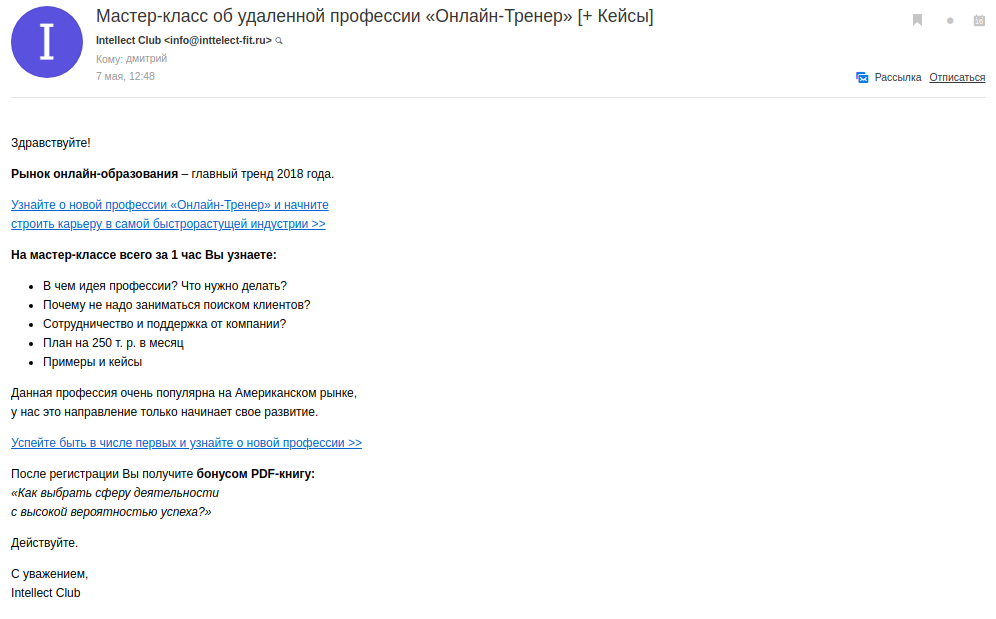 Мастер-класс об удаленной профессии «Онлайн-Тренер» [+ Кейсы]
I
Intellect Club <info@inttelect-fit.ru>
Кому: дмитрий
7 мая, 12:48
Рассылка Отписаться
Здравствуйте!
Рынок онлайн-образования – главный тренд 2018 года.
Узнайте о новой профессии «Онлайн-Тренер» и начните
строить карьеру в самой быстрорастущей индустрии >>
На мастер-классе всего за 1 час Вы узнаете:
• В чем идея профессии? Что нужно делать?
• Почему не надо заниматься поиском клиентов?
• Сотрудничество и поддержка от компании?
• План на 250 т. р. в месяц
• Примеры и кейсы
Данная профессия очень популярна на Американском рынке,
у нас это направление только начинает свое развитие.
Успейте быть в числе первых и узнайте о новой профессии >>
После регистрации Вы получите бонусом PDF-книгу:
«Как выбрать сферу деятельности
с высокой вероятностью успеха?»
Действуйте.
С уважением,
Intellect Club